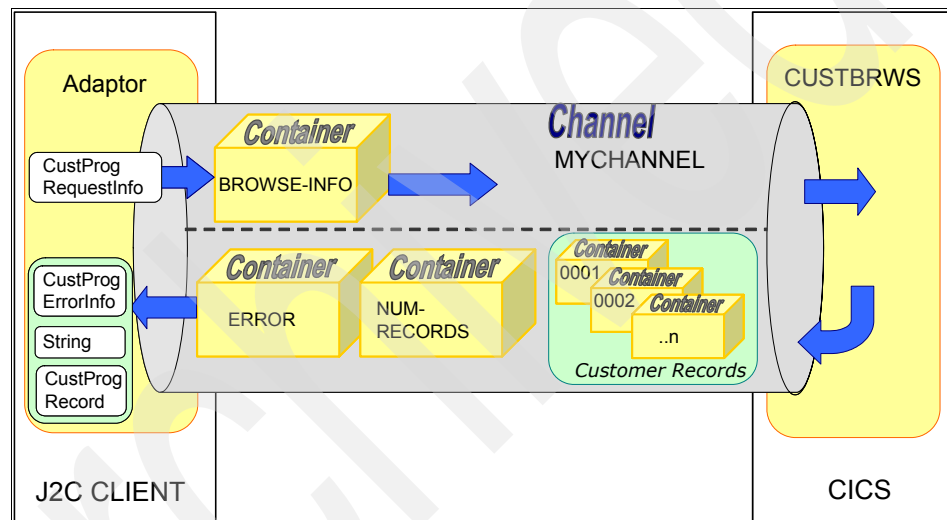 Adaptor
CUSTBRWS
Container
Channel
MYCHANNEL
CustProg
RequestInfo
BROWSE-INFO
Container
Container
Container
0001
Container
0002
Container
..n
CustProg
ErrorInfo
ERROR
NUM-
RECORDS
String
CustProg
Record
Customer Records
J2C CLIENT
CICS